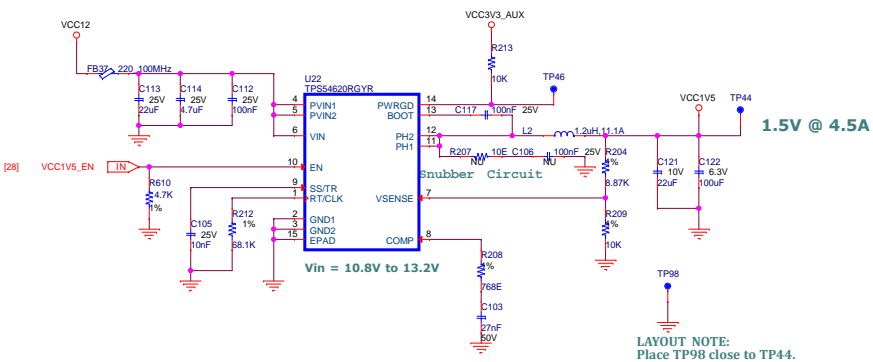 VCC12
FB37 220 100MHz
C113
25V
22uF
C114
25V
4.7uF
C112
25V
100nF
[28]
VCC1V5_EN
IN
R610
4.7K
1%
C105
25V
10nF
R212
1%
68.1K
U22
TPS54620RGYR
4 PVIN1
5 PVIN2
6 VIN
10 EN
9 SS/TR
1 RT/CLK
2 GND1
3 GND2
15 EPAD
PWRGD 14
BOOT 13
PH2 12
PH1 11
VSENSE 7
COMP 8
Vin = 10.8V to 13.2V
VCC3V3_AUX
R213
10K
TP46
C117 100nF 25V
L2 1.2uH,11.1A
R207 10E C106 100nF 25V
NU NU
Snubber Circuit
R204
1%
8.87K
R209
1%
10K
R208
1%
768E
C103
27nF
50V
C121
10V
22uF
C122
6.3V
100uF
VCC1V5
TP44
1.5V @ 4.5A
TP98
LAYOUT NOTE:
Place TP98 close to TP44.